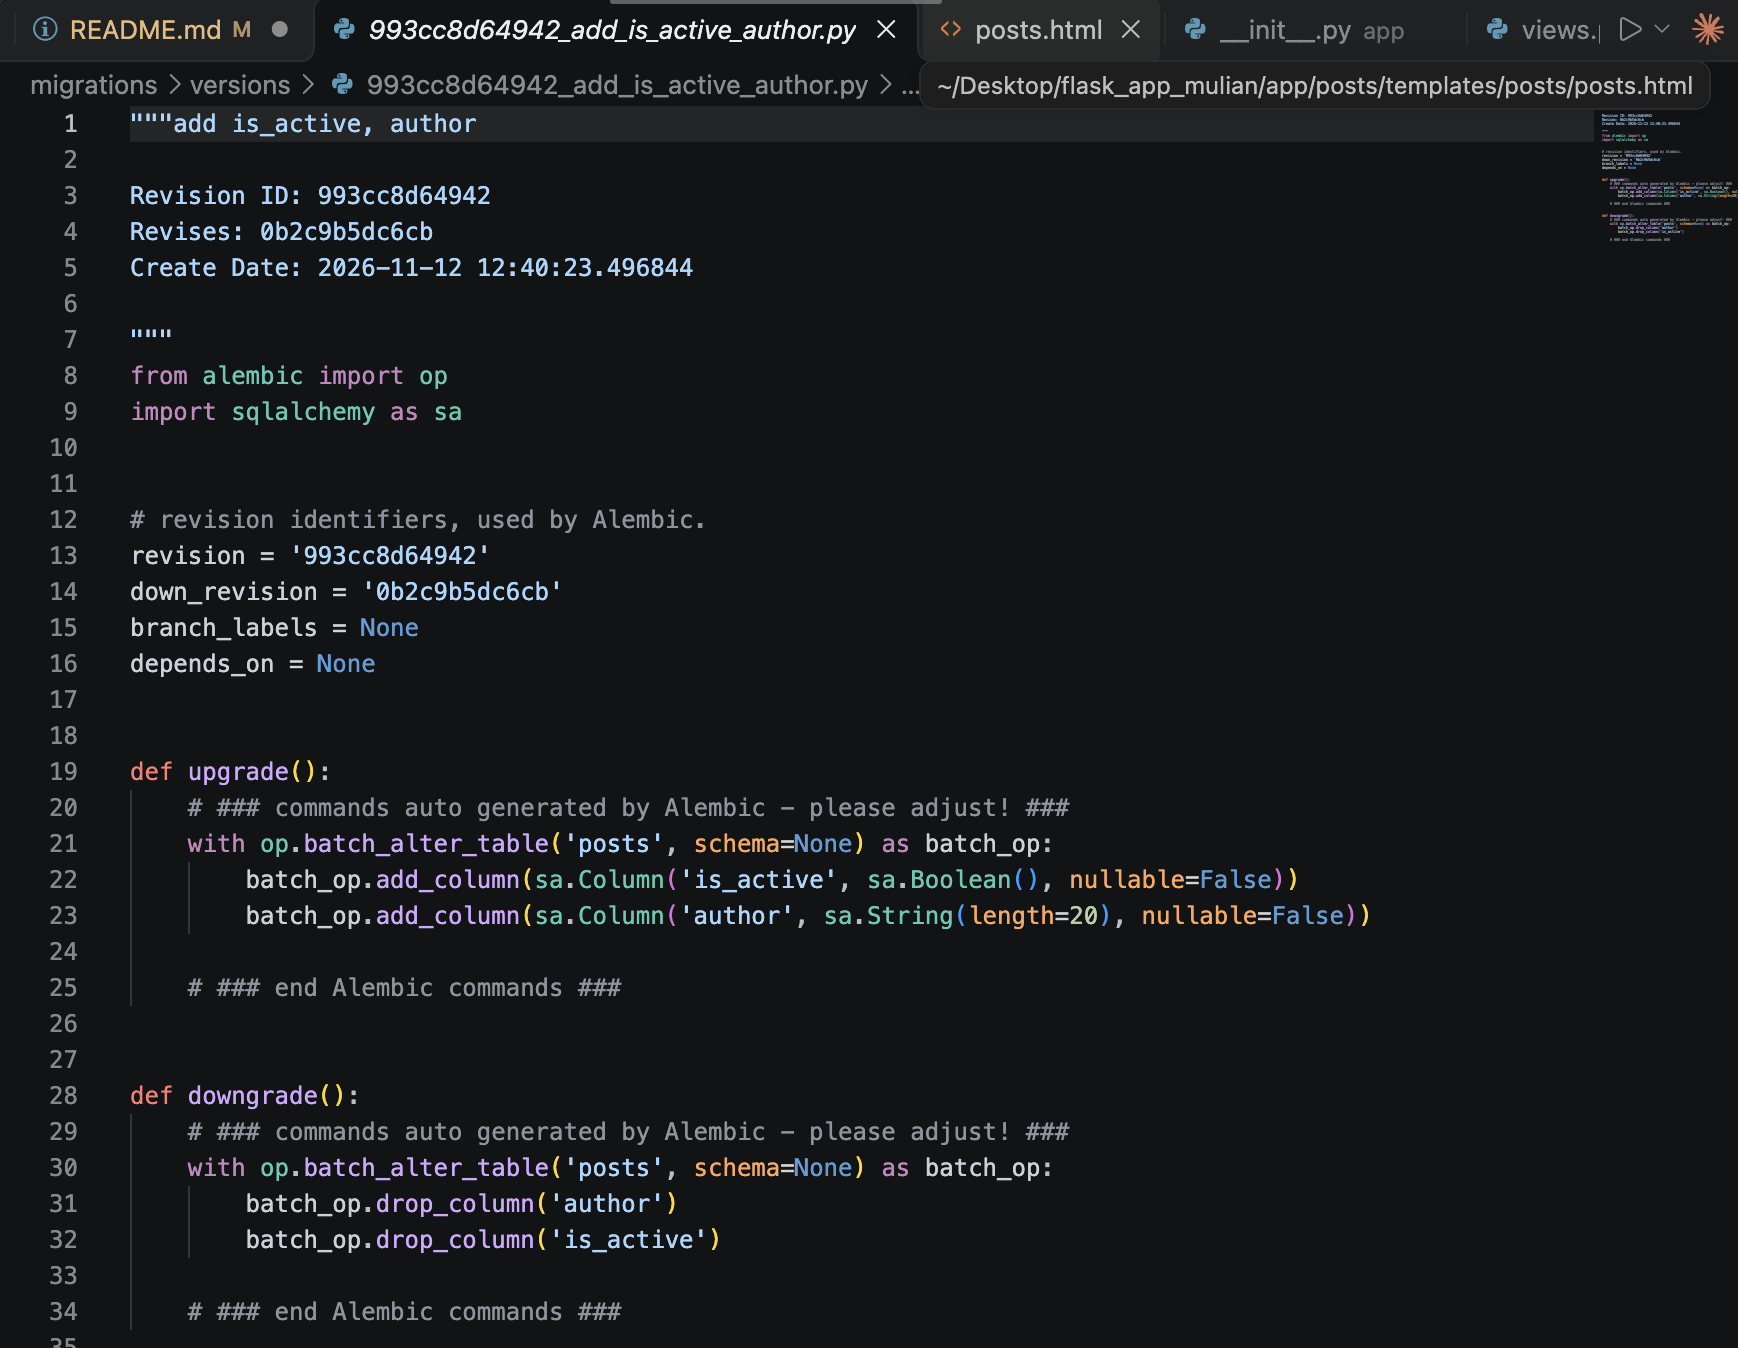 README.md M
993cc8d64942_add_is_active_author.py
posts.html
__init__.py app
views.
migrations > versions > 993cc8d64942_add_is_active_author.py > ...
~/Desktop/flask_app_mulian/app/posts/templates/posts/posts.html
1 """add is_active, author
2
3 Revision ID: 993cc8d64942
4 Revises: 0b2c9b5dc6cb
5 Create Date: 2026-11-12 12:40:23.496844
6
7 """
8 from alembic import op
9 import sqlalchemy as sa
10
11
12 # revision identifiers, used by Alembic.
13 revision = '993cc8d64942'
14 down_revision = '0b2c9b5dc6cb'
15 branch_labels = None
16 depends_on = None
17
18
19 def upgrade():
20     # ### commands auto generated by Alembic - please adjust! ###
21     with op.batch_alter_table('posts', schema=None) as batch_op:
22         batch_op.add_column(sa.Column('is_active', sa.Boolean(), nullable=False))
23         batch_op.add_column(sa.Column('author', sa.String(length=20), nullable=False))
24
25     # ### end Alembic commands ###
26
27
28 def downgrade():
29     # ### commands auto generated by Alembic - please adjust! ###
30     with op.batch_alter_table('posts', schema=None) as batch_op:
31         batch_op.drop_column('author')
32         batch_op.drop_column('is_active')
33
34     # ### end Alembic commands ###
35